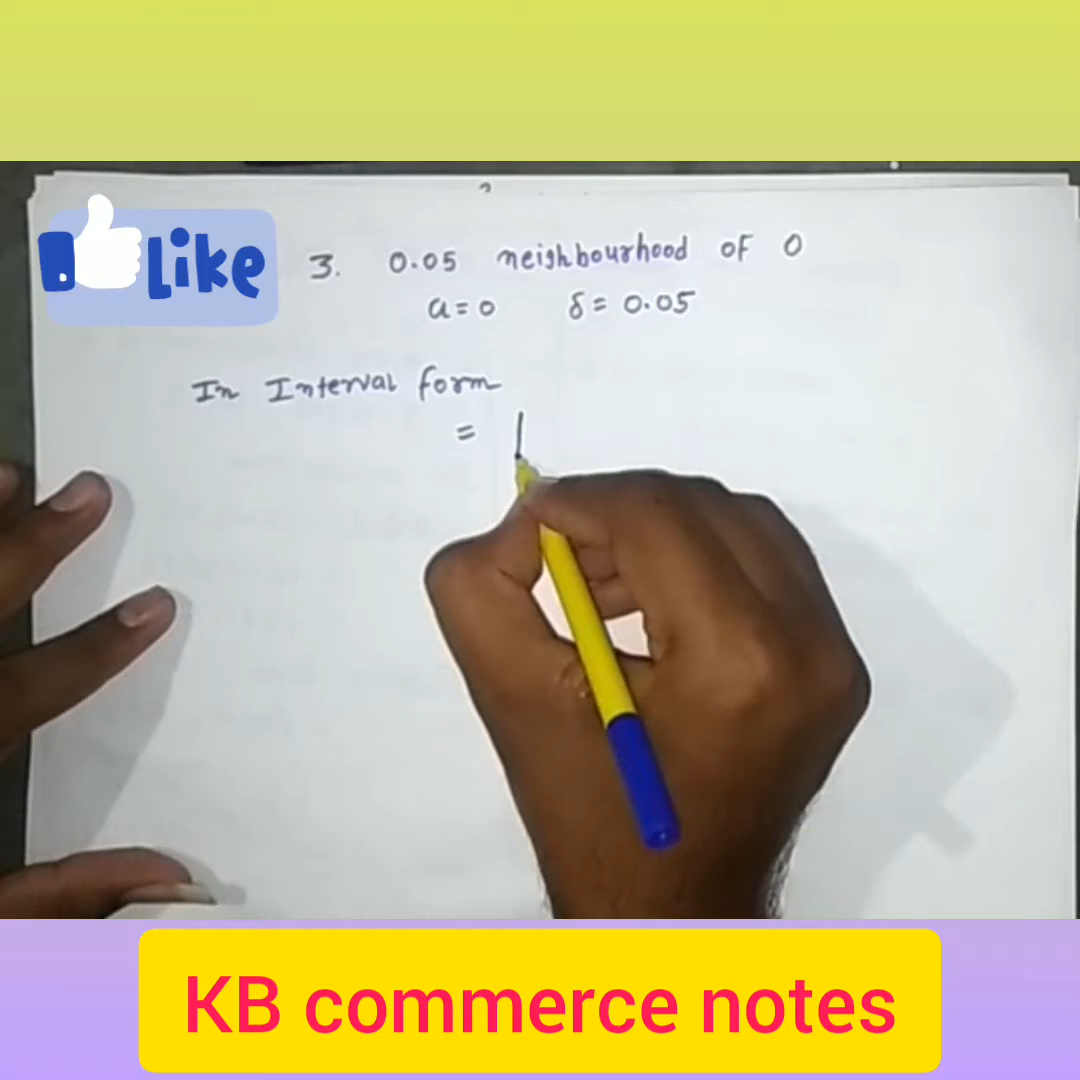 Like
3. 0.05 neighbourhood of 0
a = 0 δ = 0.05
In Interval form
= |
KB commerce notes